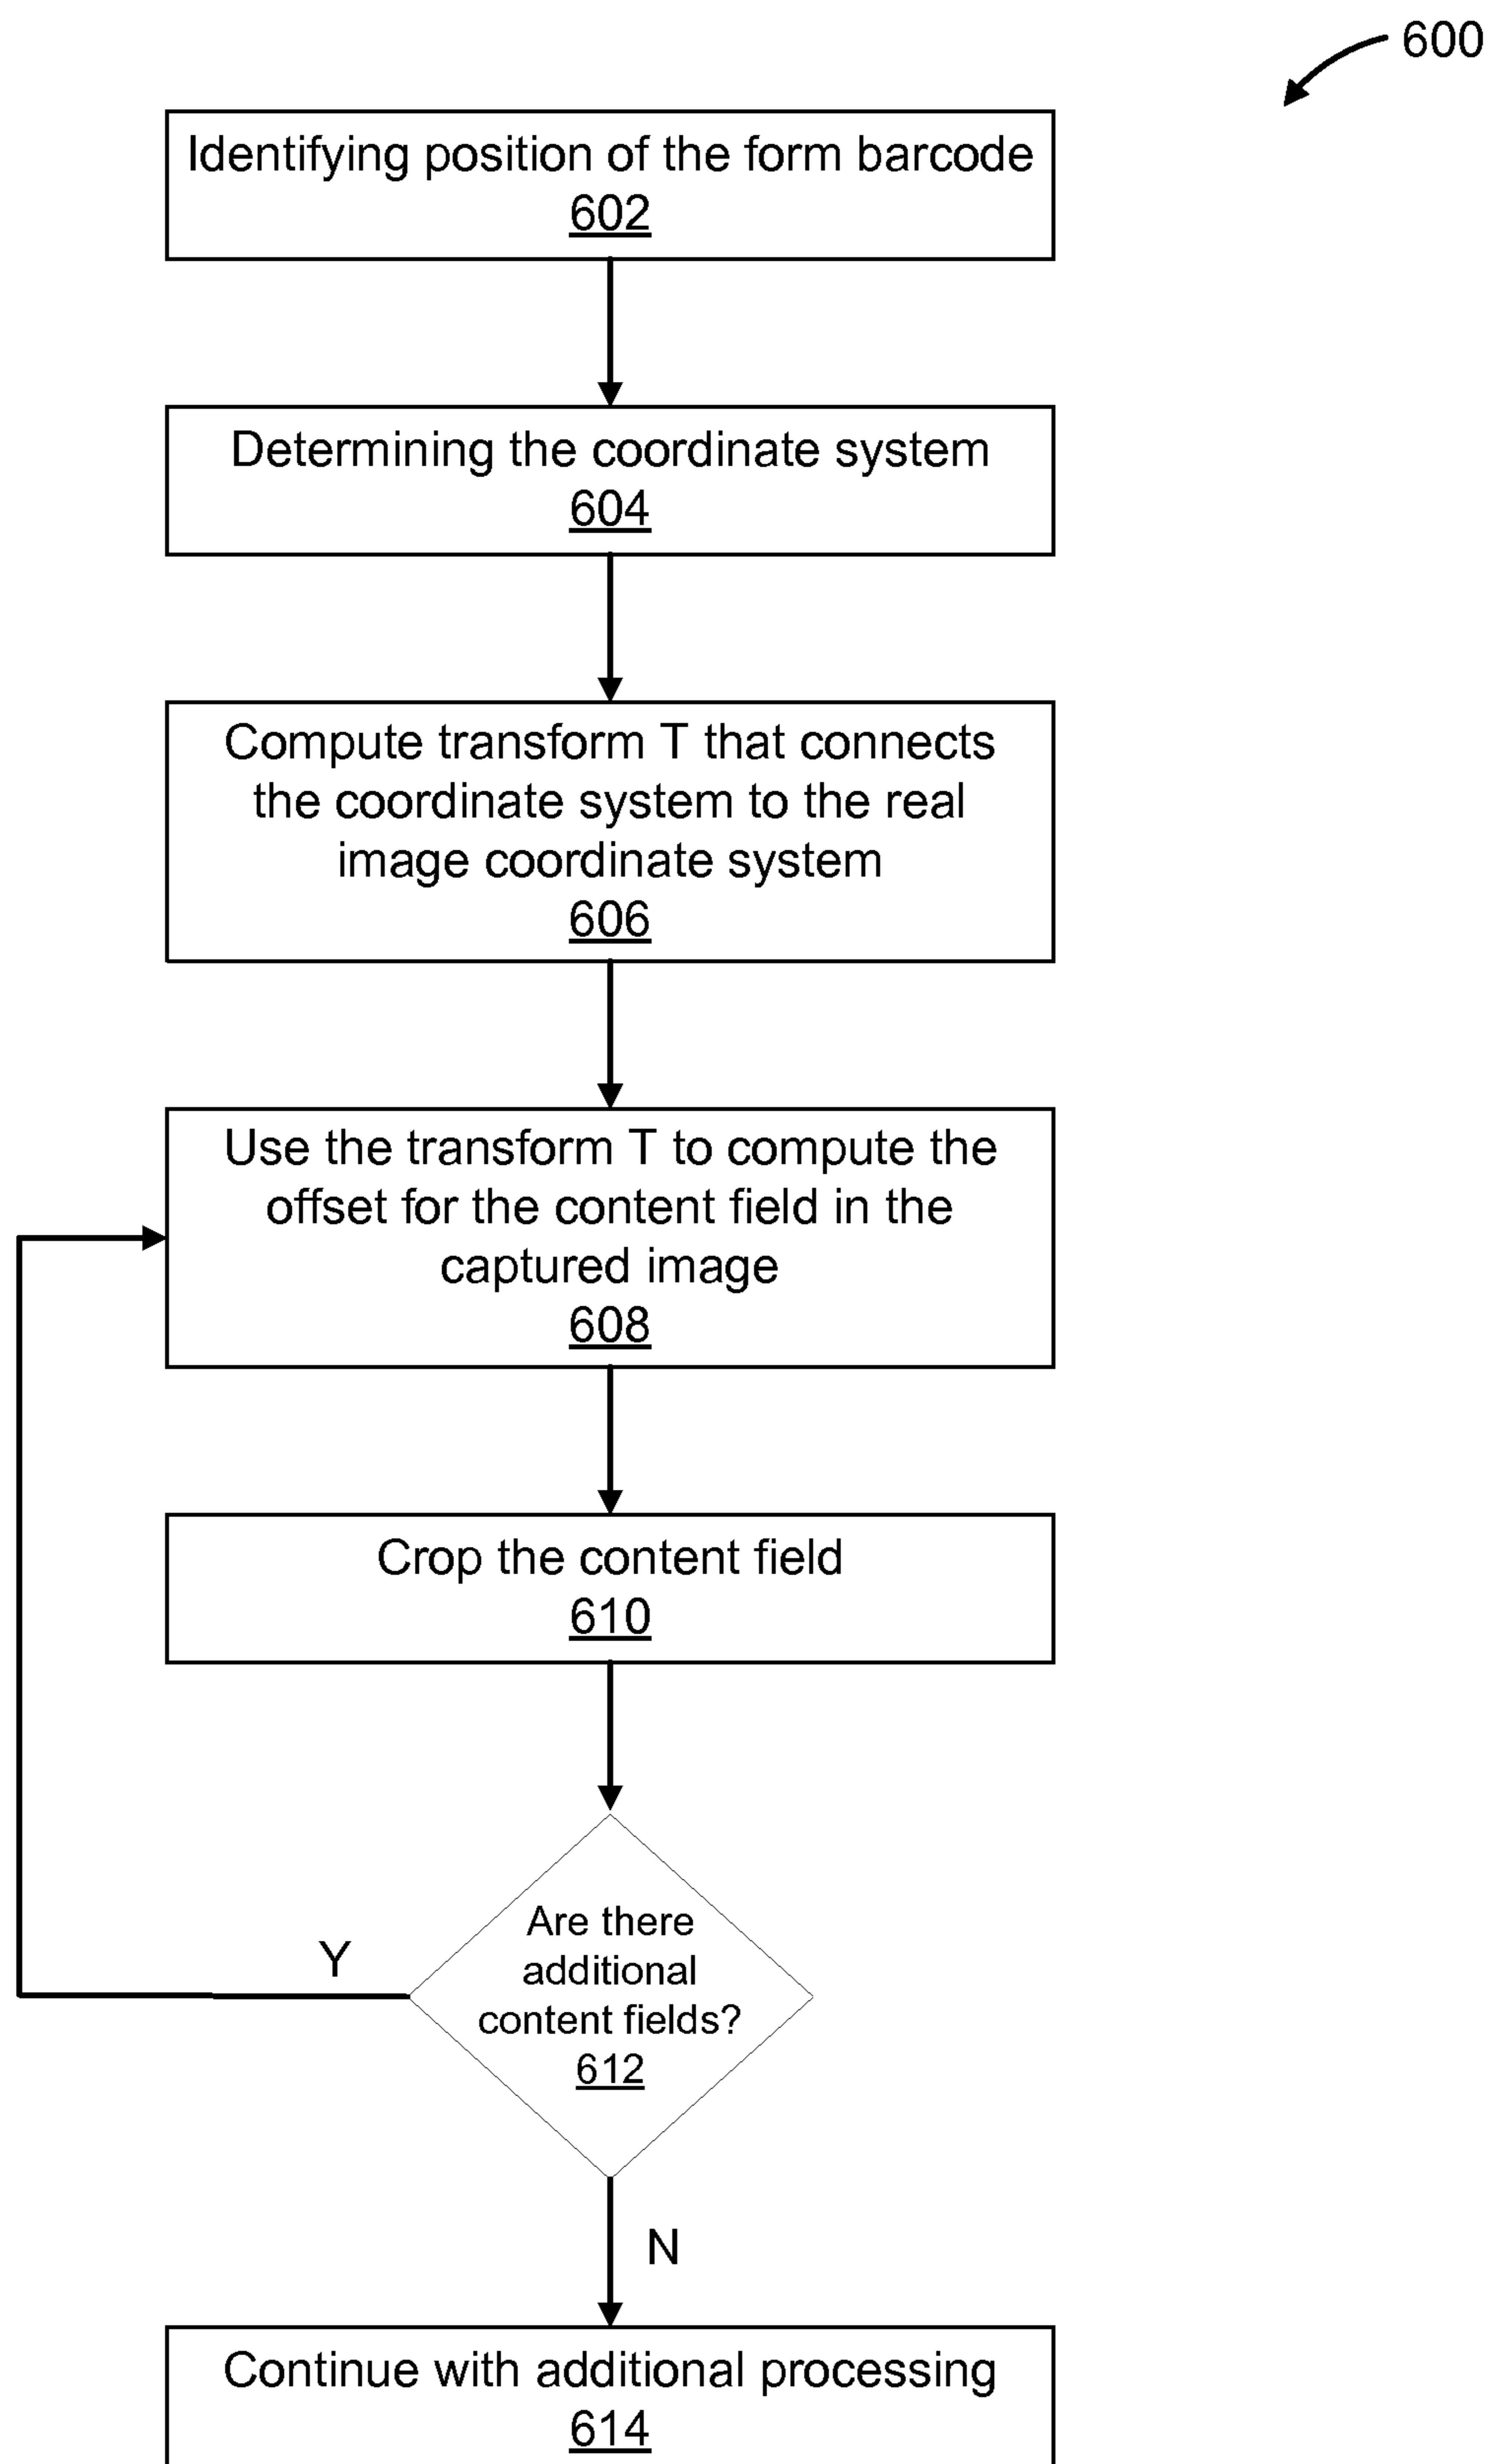 600
Identifying position of the form barcode
602
Determining the coordinate system
604
Compute transform T that connects
the coordinate system to the real
image coordinate system
606
Use the transform T to compute the
offset for the content field in the
captured image
608
Crop the content field
610
Are there
additional
content fields?
612
Y
N
Continue with additional processing
614